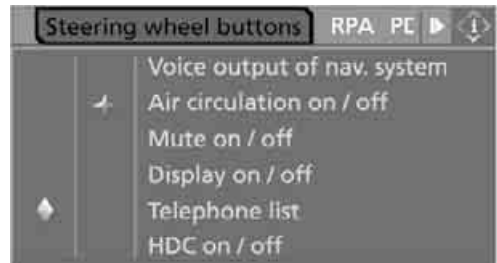 Steering wheel buttons RPA PD i
Voice output of nav. system
Air circulation on / off
Mute on / off
Display on / off
Telephone list
HDC on / off